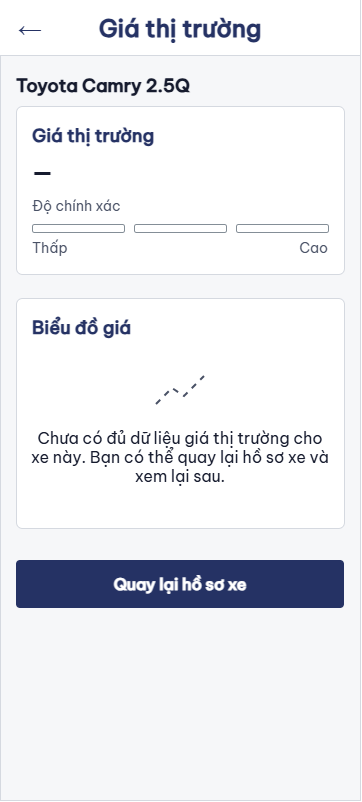 Giá thị trường
Toyota Camry 2.5Q
Giá thị trường
–
Độ chính xác
Thấp
Cao
Biểu đồ giá
Chưa có đủ dữ liệu giá thị trường cho
xe này. Bạn có thể quay lại hồ sơ xe và
xem lại sau.
Quay lại hồ sơ xe